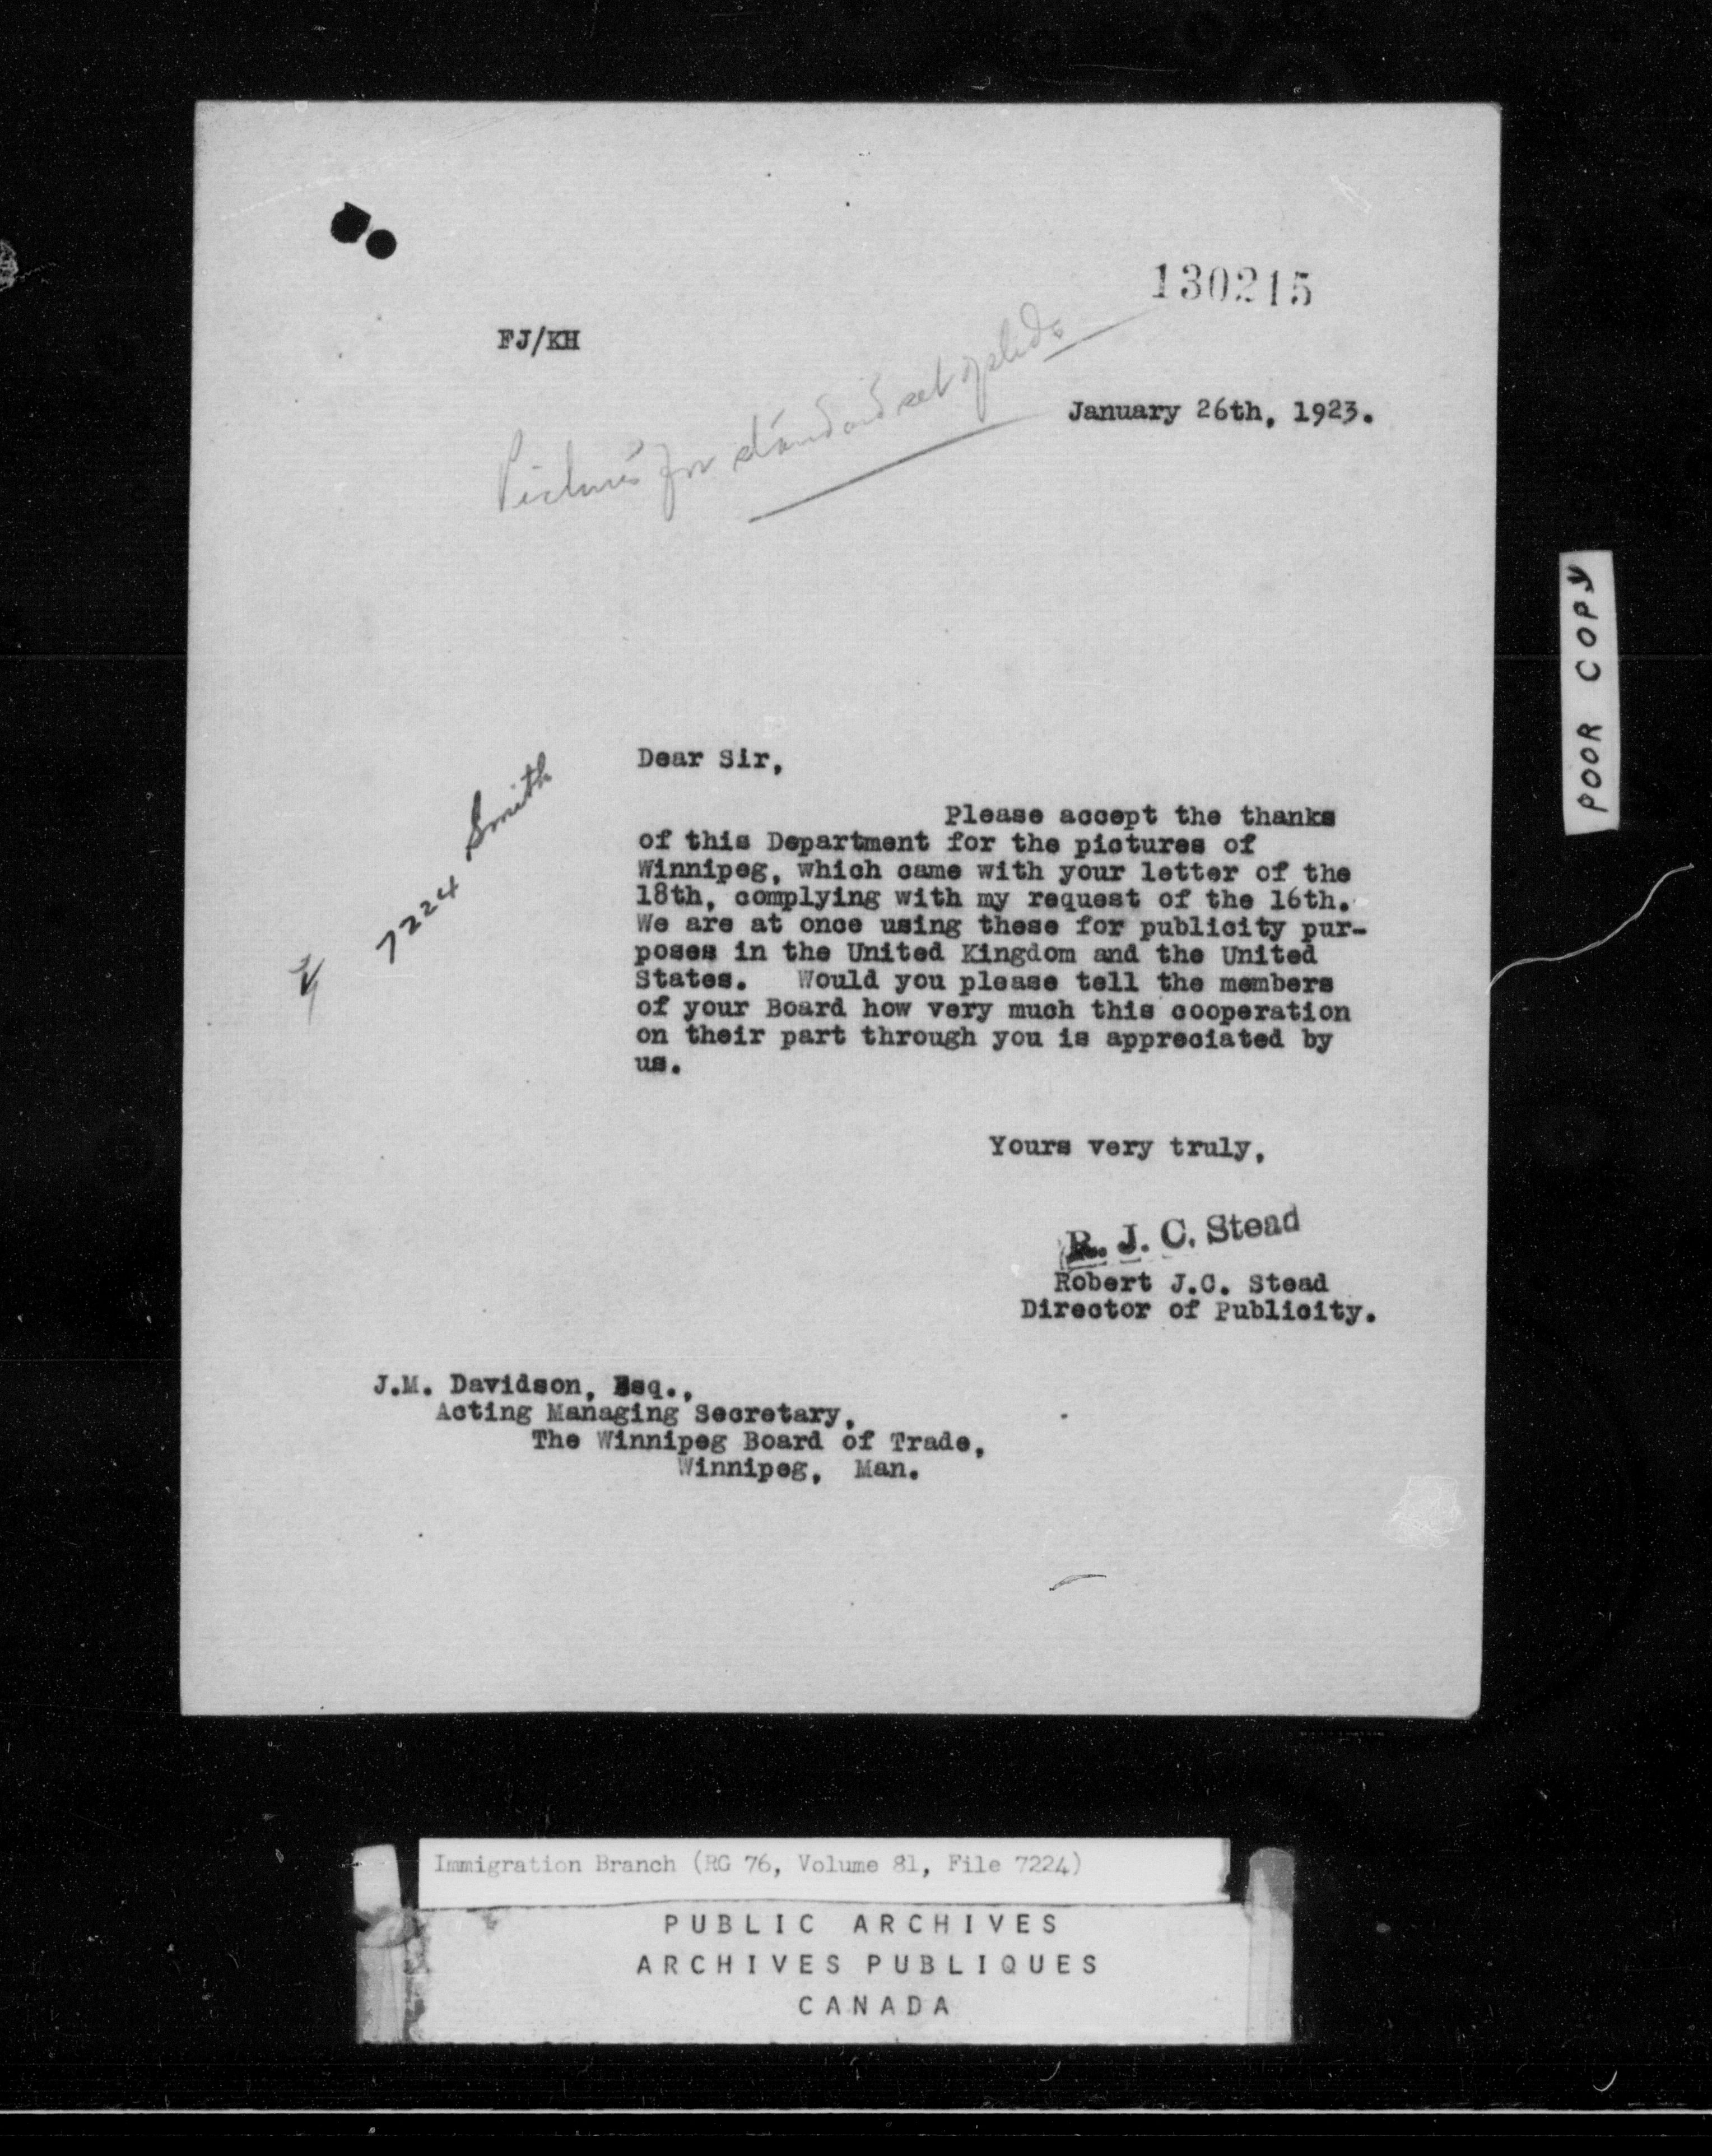 130215
FJ/KH
Pictures for standard set of slides
January 26th, 1923.
POOR COPY
7224 Smith
Dear Sir,
Please accept the thanks
of this Department for the pictures of
Winnipeg, which came with your letter of the
18th, complying with my request of the 16th.
We are at once using these for publicity pur-
poses in the United Kingdom and the United
States. Would you please tell the members
of your Board how very much this cooperation
on their part through you is appreciated by
us.
Yours very truly,
R. J. C. Stead
Robert J.C. Stead
Director of Publicity.
J.M. Davidson, Esq.,
Acting Managing Secretary,
The Winnipeg Board of Trade,
Winnipeg, Man.
Immigration Branch (RG 76, Volume 81, File 7224)
PUBLIC ARCHIVES
ARCHIVES PUBLIQUES
CANADA